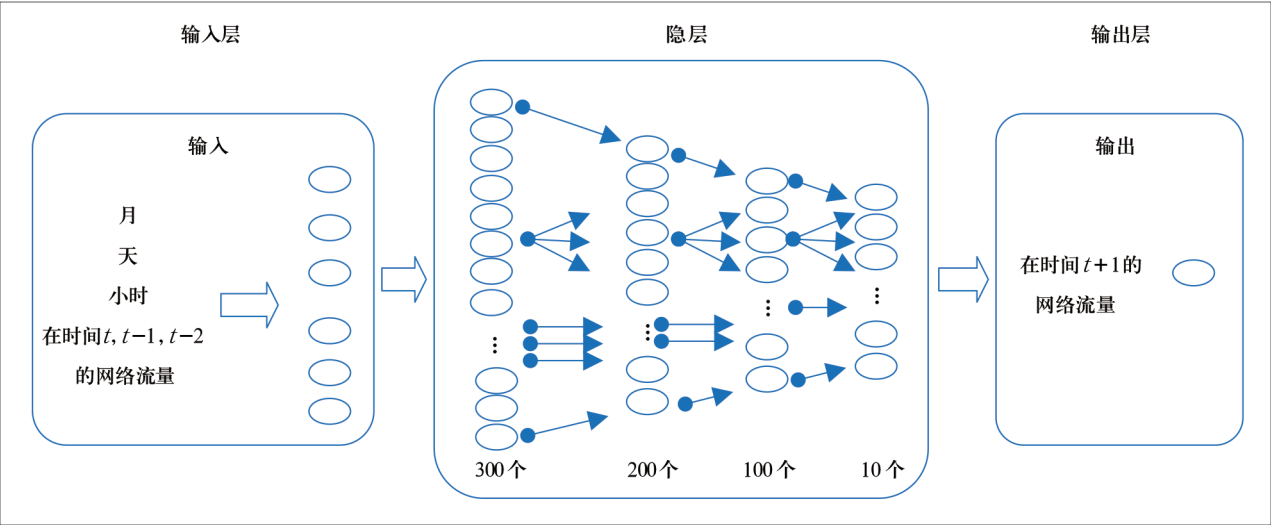 输入层
隐层
输出层
输入
月
天
小时
在时间t, t−1, t−2
的网络流量
300个
200个
100个
10个
输出
在时间t+1的
网络流量